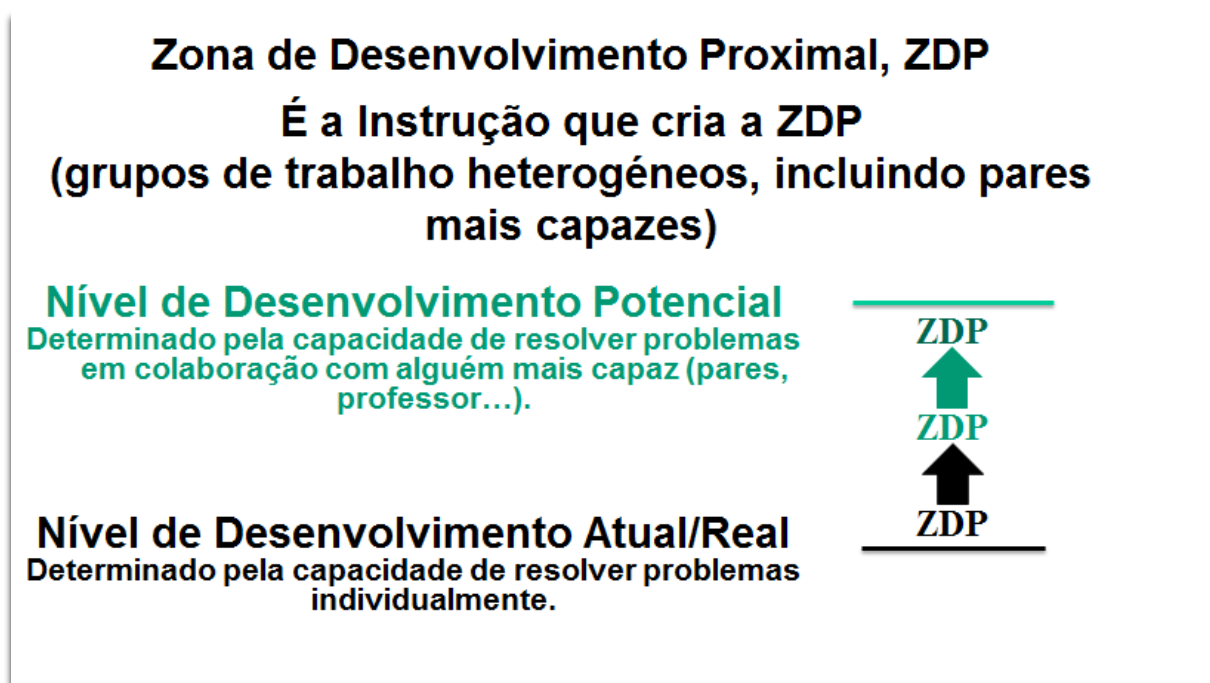 Zona de Desenvolvimento Proximal, ZDP
É a Instrução que cria a ZDP
(grupos de trabalho heterogéneos, incluindo pares
mais capazes)
Nível de Desenvolvimento Potencial
Determinado pela capacidade de resolver problemas
em colaboração com alguém mais capaz (pares,
professor…).
ZDP
ZDP
ZDP
Nível de Desenvolvimento Atual/Real
Determinado pela capacidade de resolver problemas
individualmente.